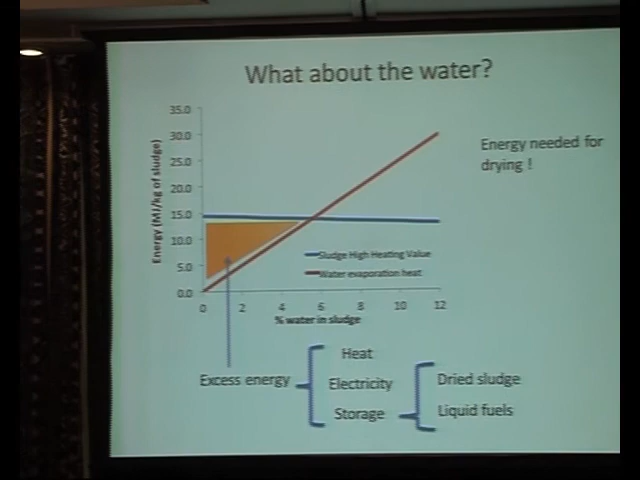 What about the water?
35.0
30.0
25.0
20.0
15.0
10.0
5.0
0.0
Energy (MJ/kg of sludge)
Energy needed for
drying !
Sludge High Heating Value
Water evaporation heat
0 2 4 6 8 10 12
% water in sludge
Excess energy
Heat
Electricity
Storage
Dried sludge
Liquid fuels